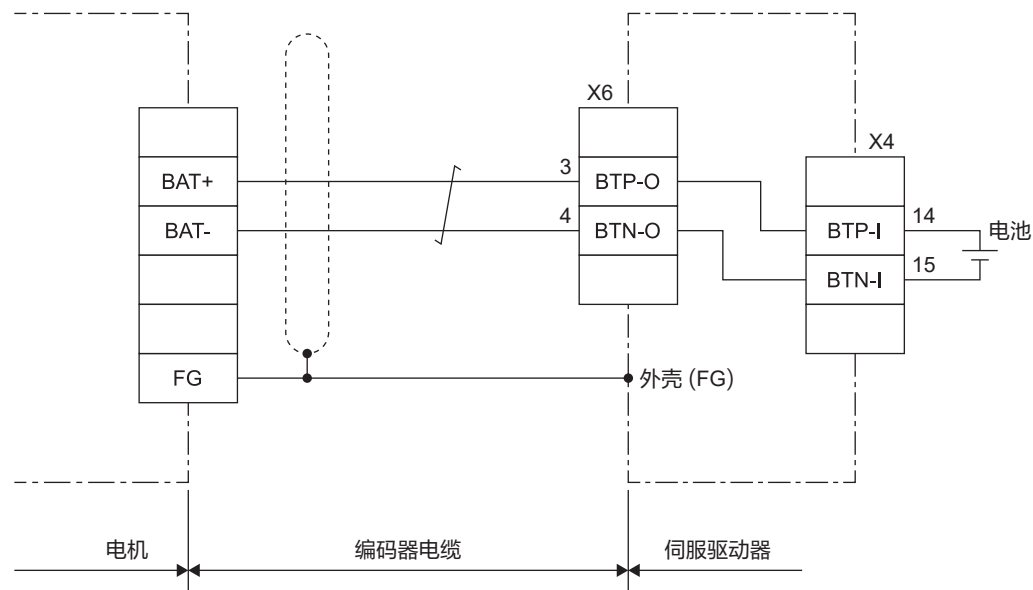 X6
X4
BAT+
3
BTP-O
BAT-
4
BTN-O
BTP-I
14
电池
BTN-I
15
FG
外壳 (FG)
电机
编码器电缆
伺服驱动器